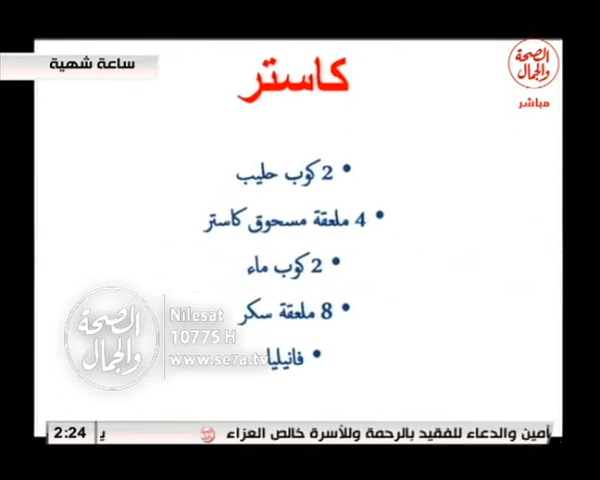 ساعة شهية
الصحة
والجمال
مباشر
كاستر
• 2 كوب حليب
• 4 ملعقة مسحوق كاستر
• 2 كوب ماء
• 8 ملعقة سكر
• فانيليا
الصحة
والجمال
Nilesat
10775 H
www.se7a.tv
أمين والدعاء للفقيد بالرحمة وللأسرة خالص العزاء
2:24